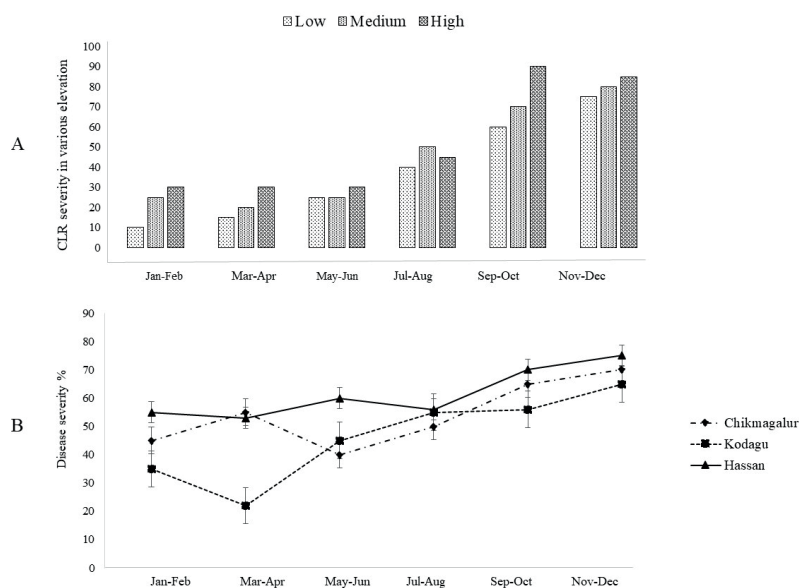 Low Medium High
A
CLR severity in various elevation
100
90
80
70
60
50
40
30
20
10
0
Jan-Feb Mar-Apr May-Jun Jul-Aug Sep-Oct Nov-Dec
B
Disease severity %
90
80
70
60
50
40
30
20
10
0
Jan-Feb Mar-Apr May-Jun Jul-Aug Sep-Oct Nov-Dec
Chikmagalur
Kodagu
Hassan